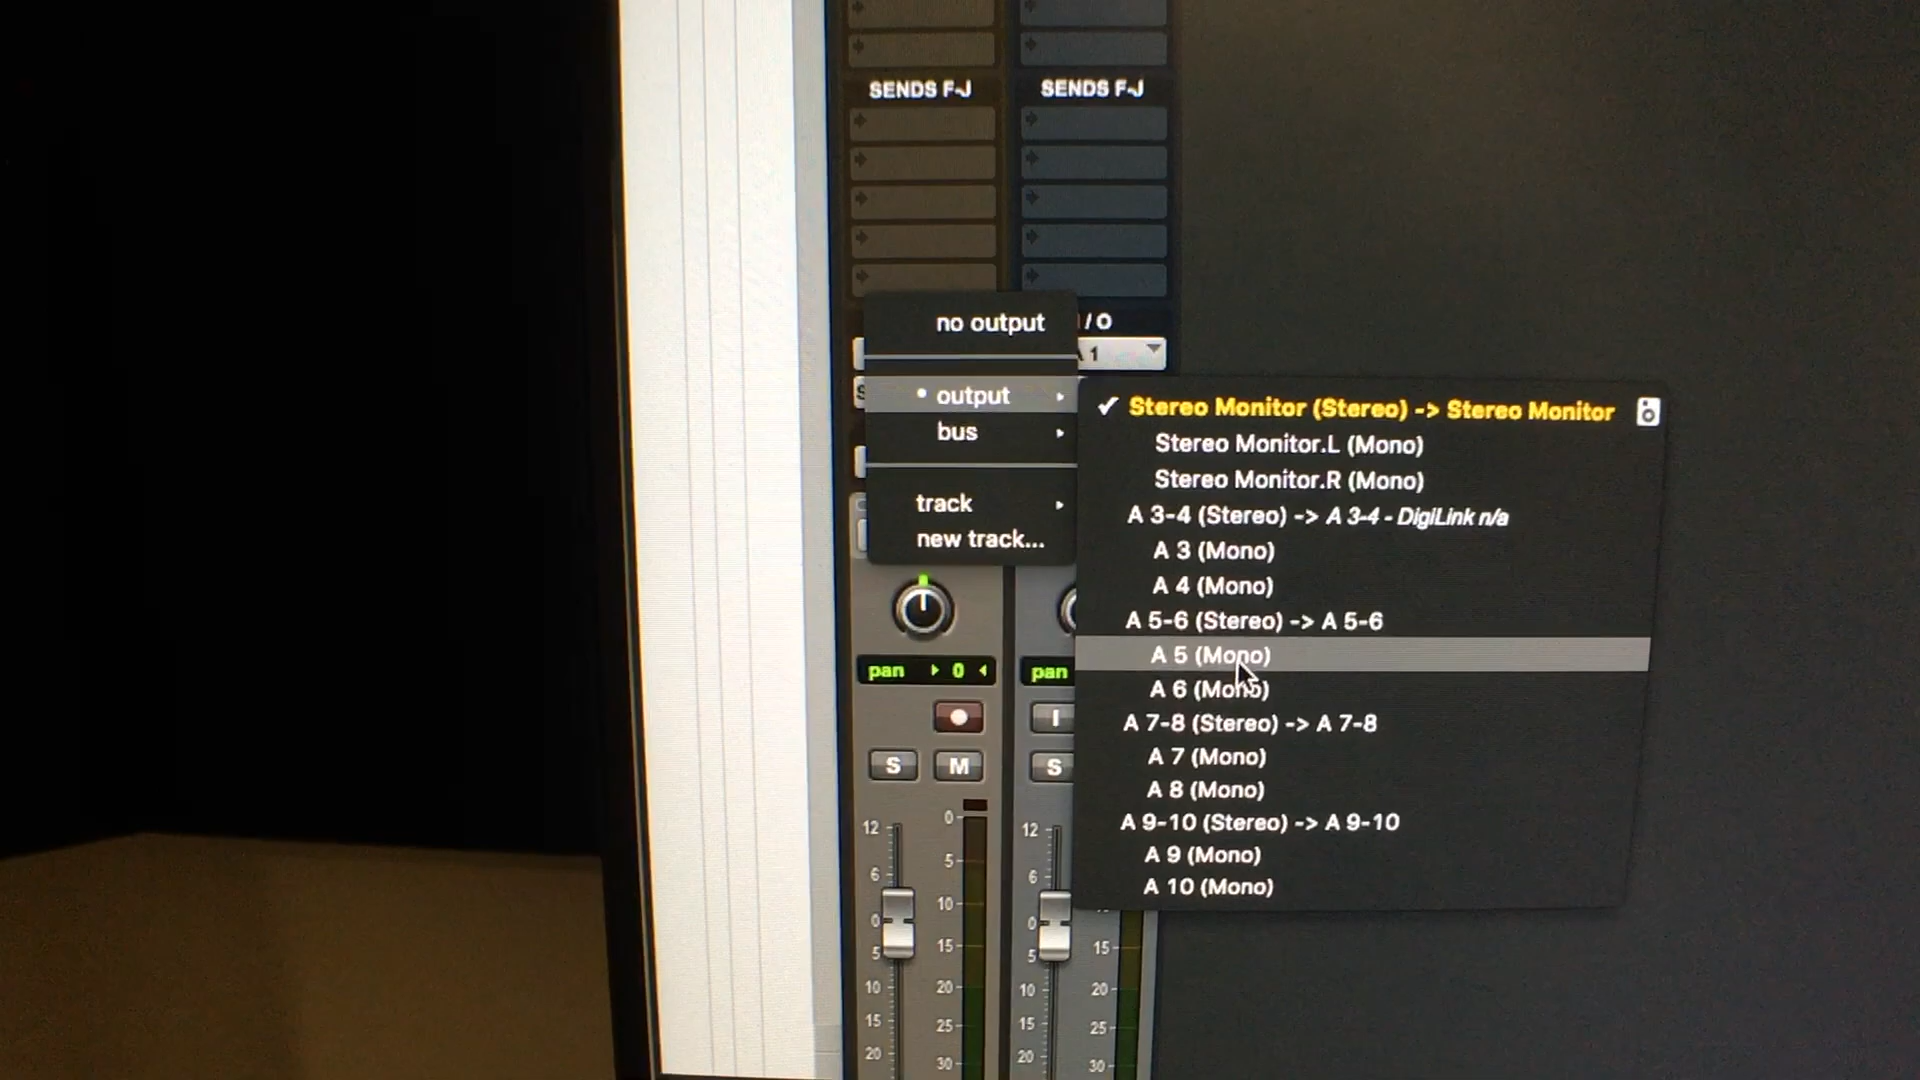 SENDS F-J
SENDS F-J
no output
I / O
A 1
• output
bus
track
new track...
✓ Stereo Monitor (Stereo) -> Stereo Monitor
Stereo Monitor.L (Mono)
Stereo Monitor.R (Mono)
A 3-4 (Stereo) -> A 3-4 - DigiLink n/a
A 3 (Mono)
A 4 (Mono)
A 5-6 (Stereo) -> A 5-6
A 5 (Mono)
A 6 (Mono)
A 7-8 (Stereo) -> A 7-8
A 7 (Mono)
A 8 (Mono)
A 9-10 (Stereo) -> A 9-10
A 9 (Mono)
A 10 (Mono)
pan 0
pan
I
S M
S
12
6
0
5
10
15
20
0
5
10
15
20
25
30
12
6
0
5
10
15
20
15
20
25
30